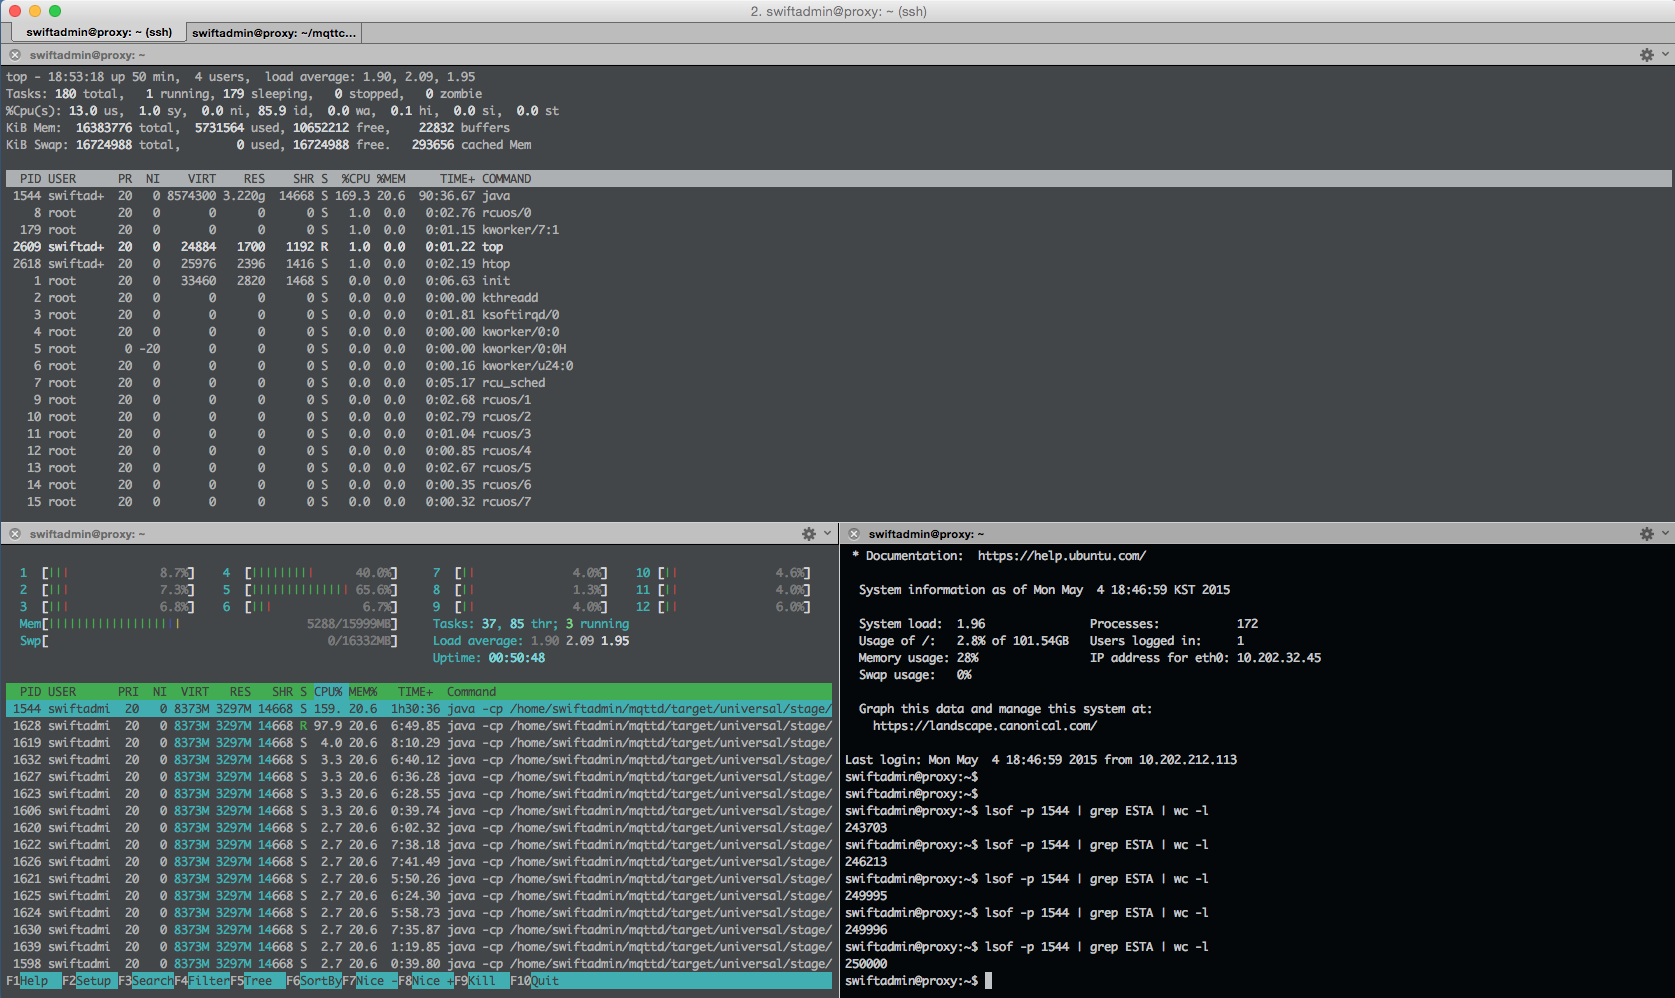 2. swiftadmin@proxy: ~ (ssh)
swiftadmin@proxy: ~ (ssh) swiftadmin@proxy: ~/mqttc...
swiftadmin@proxy: ~
top - 18:53:18 up 50 min,  4 users,  load average: 1.90, 2.09, 1.95
Tasks: 180 total,   1 running, 179 sleeping,   0 stopped,   0 zombie
%Cpu(s): 13.0 us,  1.0 sy,  0.0 ni, 85.9 id,  0.0 wa,  0.1 hi,  0.0 si,  0.0 st
KiB Mem:  16383776 total,  5731564 used, 10652212 free,    22832 buffers
KiB Swap: 16724988 total,        0 used, 16724988 free.   293656 cached Mem
PID USER PR NI VIRT RES SHR S %CPU %MEM TIME+ COMMAND
1544 swiftad+ 20 0 8574300 3.220g 14668 S 169.3 20.6 90:36.67 java
8 root 20 0 0 0 0 S 1.0 0.0 0:02.76 rcuos/0
179 root 20 0 0 0 0 S 1.0 0.0 0:01.15 kworker/7:1
2609 swiftad+ 20 0 24884 1700 1192 R 1.0 0.0 0:01.22 top
2618 swiftad+ 20 0 25976 2396 1416 S 1.0 0.0 0:02.19 htop
1 root 20 0 33460 2820 1468 S 0.0 0.0 0:06.63 init
2 root 20 0 0 0 0 S 0.0 0.0 0:00.00 kthreadd
3 root 20 0 0 0 0 S 0.0 0.0 0:01.81 ksoftirqd/0
4 root 20 0 0 0 0 S 0.0 0.0 0:00.00 kworker/0:0
5 root 0 -20 0 0 0 S 0.0 0.0 0:00.00 kworker/0:0H
6 root 20 0 0 0 0 S 0.0 0.0 0:00.16 kworker/u24:0
7 root 20 0 0 0 0 S 0.0 0.0 0:05.17 rcu_sched
9 root 20 0 0 0 0 S 0.0 0.0 0:02.68 rcuos/1
10 root 20 0 0 0 0 S 0.0 0.0 0:02.79 rcuos/2
11 root 20 0 0 0 0 S 0.0 0.0 0:01.04 rcuos/3
12 root 20 0 0 0 0 S 0.0 0.0 0:00.85 rcuos/4
13 root 20 0 0 0 0 S 0.0 0.0 0:02.67 rcuos/5
14 root 20 0 0 0 0 S 0.0 0.0 0:00.35 rcuos/6
15 root 20 0 0 0 0 S 0.0 0.0 0:00.32 rcuos/7
swiftadmin@proxy: ~
1 [||| 8.7%] 4 [||||||||| 40.0%] 7 [|| 4.0%] 10 [|| 4.6%]
2 [||| 7.3%] 5 [|||||||||||||| 65.6%] 8 [|| 1.3%] 11 [|| 4.0%]
3 [||| 6.8%] 6 [||| 6.7%] 9 [|| 4.0%] 12 [|| 6.0%]
Mem[||||||||||||||||||| 5288/15999MB] Tasks: 37, 85 thr; 3 running
Swp[ 0/16332MB] Load average: 1.90 2.09 1.95
Uptime: 00:50:48
PID USER PRI NI VIRT RES SHR S CPU% MEM% TIME+ Command
1544 swiftadmi 20 0 8373M 3297M 14668 S 159. 20.6 1h30:36 java -cp /home/swiftadmin/mqttd/target/universal/stage/
1628 swiftadmi 20 0 8373M 3297M 14668 R 97.9 20.6 6:49.85 java -cp /home/swiftadmin/mqttd/target/universal/stage/
1619 swiftadmi 20 0 8373M 3297M 14668 S 4.0 20.6 8:10.29 java -cp /home/swiftadmin/mqttd/target/universal/stage/
1632 swiftadmi 20 0 8373M 3297M 14668 S 3.3 20.6 6:40.12 java -cp /home/swiftadmin/mqttd/target/universal/stage/
1627 swiftadmi 20 0 8373M 3297M 14668 S 3.3 20.6 6:36.28 java -cp /home/swiftadmin/mqttd/target/universal/stage/
1623 swiftadmi 20 0 8373M 3297M 14668 S 3.3 20.6 6:28.55 java -cp /home/swiftadmin/mqttd/target/universal/stage/
1606 swiftadmi 20 0 8373M 3297M 14668 S 3.3 20.6 0:39.74 java -cp /home/swiftadmin/mqttd/target/universal/stage/
1620 swiftadmi 20 0 8373M 3297M 14668 S 2.7 20.6 6:02.32 java -cp /home/swiftadmin/mqttd/target/universal/stage/
1622 swiftadmi 20 0 8373M 3297M 14668 S 2.7 20.6 7:38.18 java -cp /home/swiftadmin/mqttd/target/universal/stage/
1626 swiftadmi 20 0 8373M 3297M 14668 S 2.7 20.6 7:41.49 java -cp /home/swiftadmin/mqttd/target/universal/stage/
1621 swiftadmi 20 0 8373M 3297M 14668 S 2.7 20.6 5:50.26 java -cp /home/swiftadmin/mqttd/target/universal/stage/
1625 swiftadmi 20 0 8373M 3297M 14668 S 2.7 20.6 6:24.30 java -cp /home/swiftadmin/mqttd/target/universal/stage/
1624 swiftadmi 20 0 8373M 3297M 14668 S 2.7 20.6 5:58.73 java -cp /home/swiftadmin/mqttd/target/universal/stage/
1630 swiftadmi 20 0 8373M 3297M 14668 S 2.7 20.6 7:35.87 java -cp /home/swiftadmin/mqttd/target/universal/stage/
1639 swiftadmi 20 0 8373M 3297M 14668 S 2.7 20.6 1:19.85 java -cp /home/swiftadmin/mqttd/target/universal/stage/
1598 swiftadmi 20 0 8373M 3297M 14668 S 2.7 20.6 0:39.80 java -cp /home/swiftadmin/mqttd/target/universal/stage/
F1Help F2Setup F3SearchF4FilterF5Tree F6SortByF7Nice -F8Nice +F9Kill F10Quit
swiftadmin@proxy: ~
* Documentation:  https://help.ubuntu.com/
System information as of Mon May  4 18:46:59 KST 2015
System load:  1.96 Processes: 172
Usage of /:   2.8% of 101.54GB Users logged in: 1
Memory usage: 28% IP address for eth0: 10.202.32.45
Swap usage:   0%
Graph this data and manage this system at:
https://landscape.canonical.com/
Last login: Mon May  4 18:46:59 2015 from 10.202.212.113
swiftadmin@proxy:~$
swiftadmin@proxy:~$
swiftadmin@proxy:~$ lsof -p 1544 | grep ESTA | wc -l
243703
swiftadmin@proxy:~$ lsof -p 1544 | grep ESTA | wc -l
246213
swiftadmin@proxy:~$ lsof -p 1544 | grep ESTA | wc -l
249995
swiftadmin@proxy:~$ lsof -p 1544 | grep ESTA | wc -l
249996
swiftadmin@proxy:~$ lsof -p 1544 | grep ESTA | wc -l
250000
swiftadmin@proxy:~$